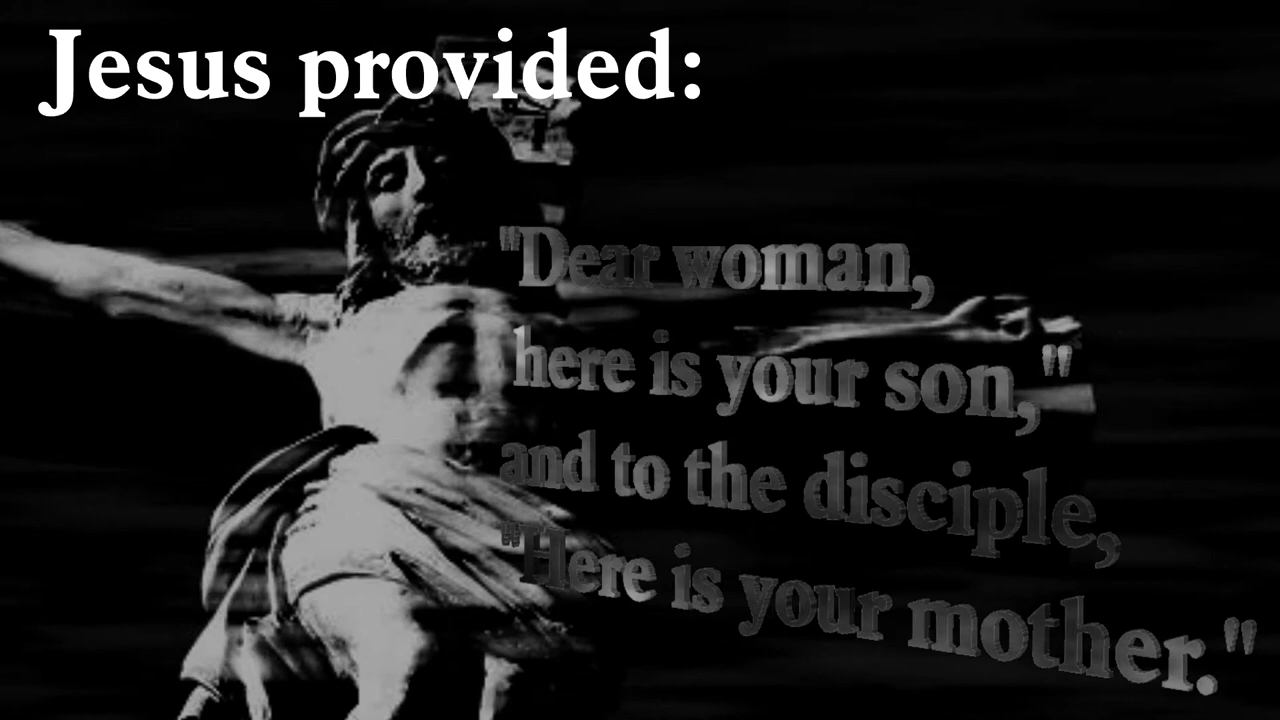 Jesus provided:
"Dear woman,
here is your son,"
and to the disciple,
"Here is your mother."